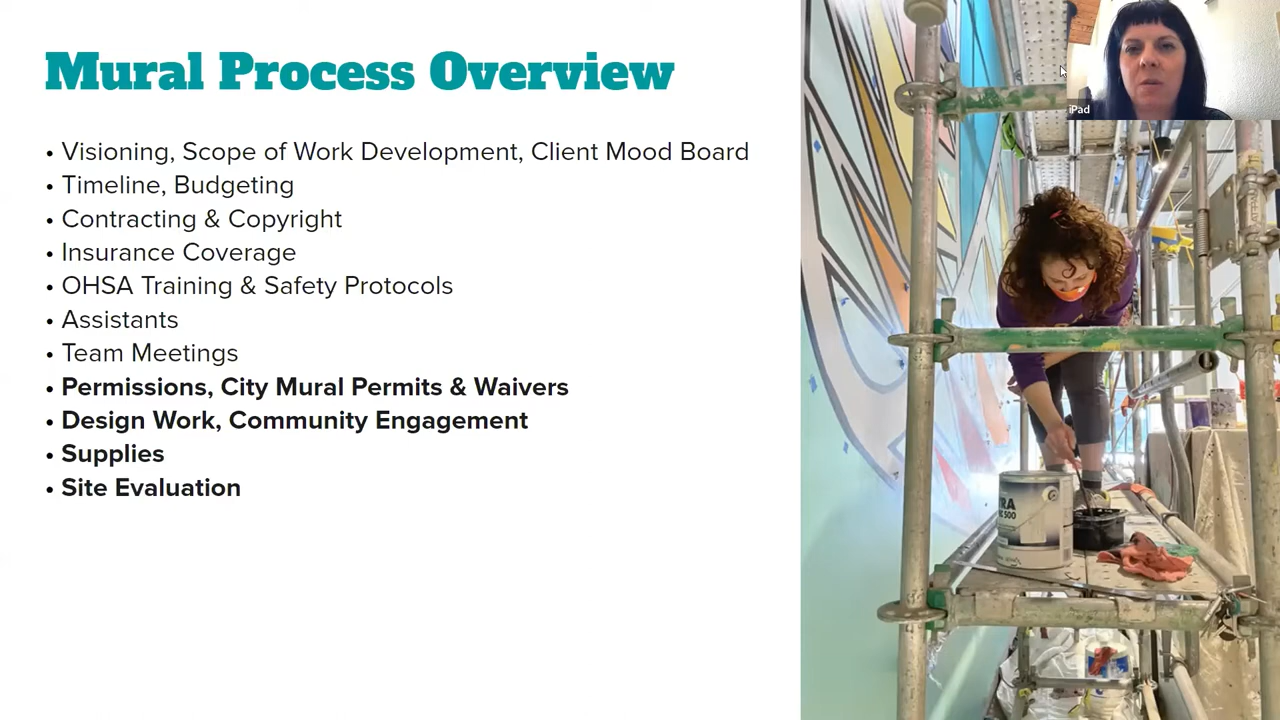 Mural Process Overview
• Visioning, Scope of Work Development, Client Mood Board
• Timeline, Budgeting
• Contracting & Copyright
• Insurance Coverage
• OHSA Training & Safety Protocols
• Assistants
• Team Meetings
• Permissions, City Mural Permits & Waivers
• Design Work, Community Engagement
• Supplies
• Site Evaluation
iPad
500